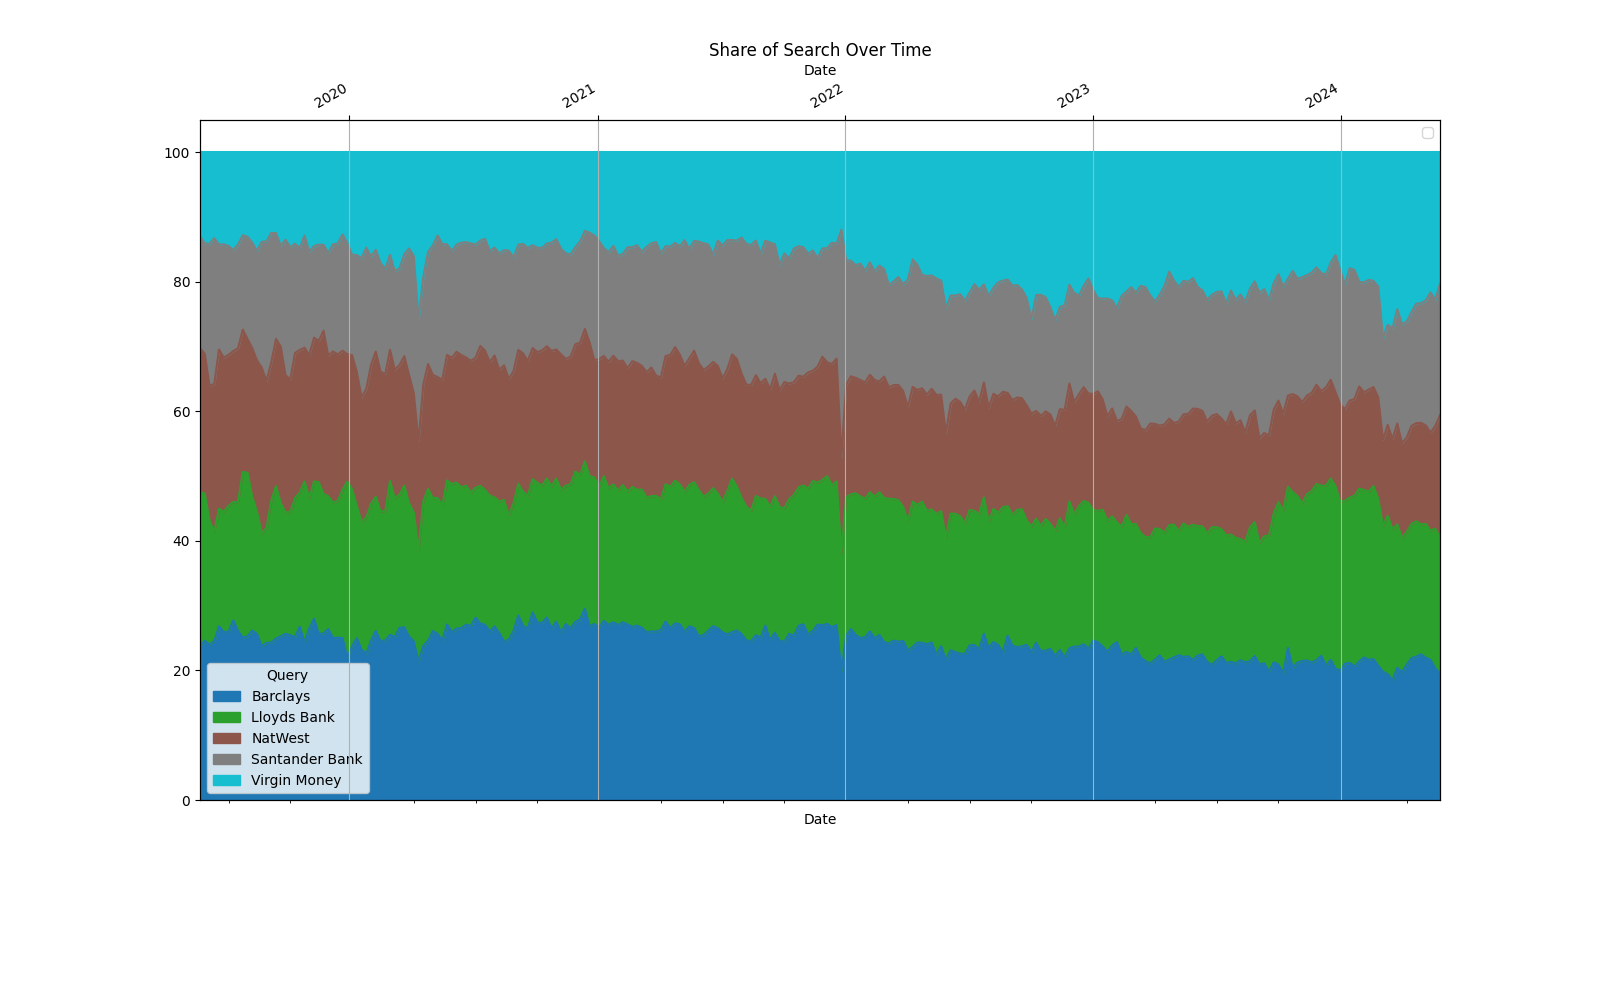 Share of Search Over Time
Date
2020 2021 2022 2023 2024
100
80
60
40
20
0
Query
Barclays
Lloyds Bank
NatWest
Santander Bank
Virgin Money
Date